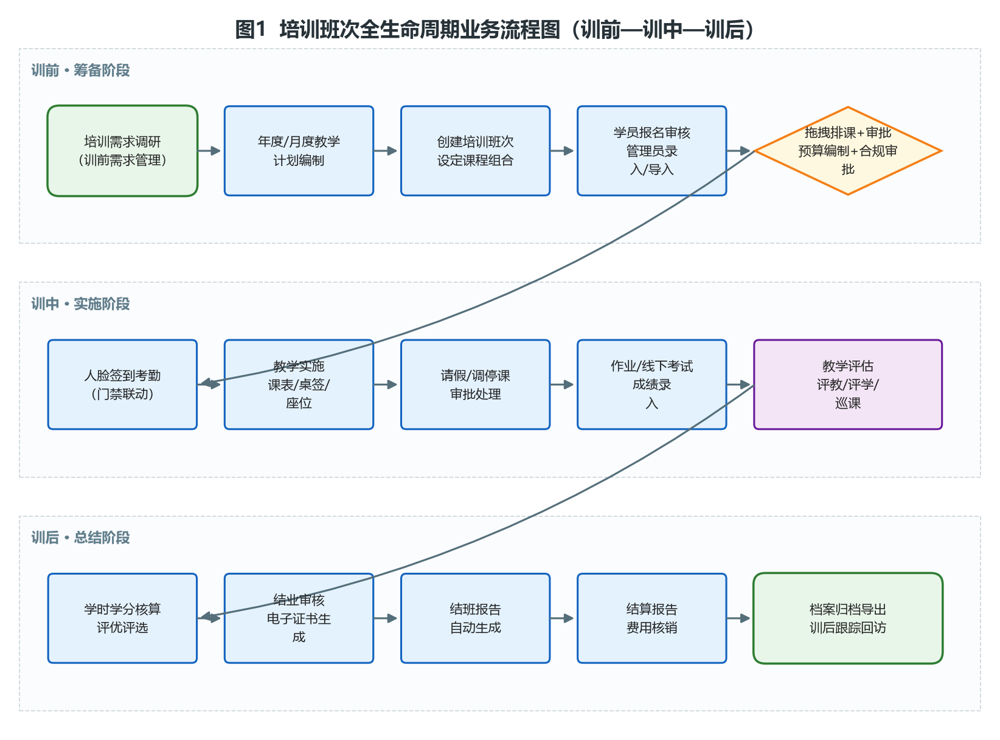 图1 培训班次全生命周期业务流程图（训前—训中—训后）
训前·筹备阶段
培训需求调研
（训前需求管理）
年度/月度教学
计划编制
创建培训班次
设定课程组合
学员报名审核
管理员录
入/导入
拖拽排课+审批
预算编制+合规审
批
训中·实施阶段
人脸签到考勤
（门禁联动）
教学实施
课表/桌签/
座位
请假/调停课
审批处理
作业/线下考试
成绩录
入
教学评估
评教/评学/
巡课
训后·总结阶段
学时学分核算
评优评选
结业审核
电子证书生
成
结班报告
自动生成
结算报告
费用核销
档案归档导出
训后跟踪回访